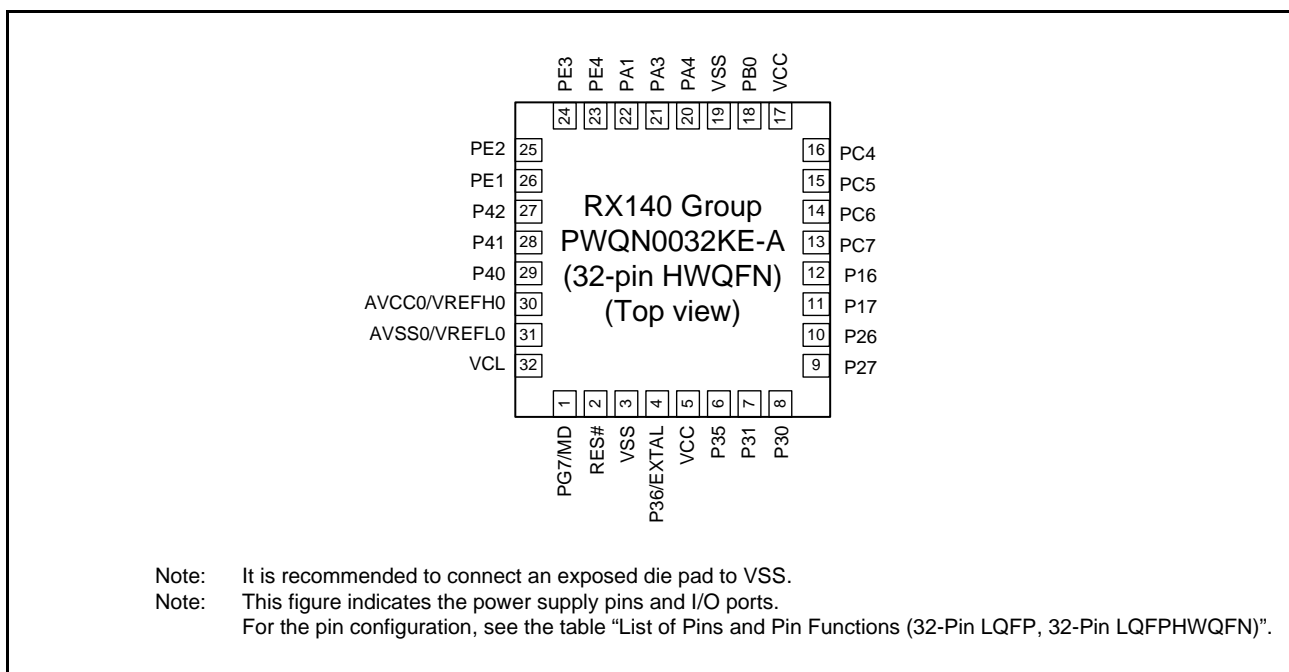 PE3 PE4 PA1 PA3 PA4 VSS PB0 VCC
24 23 22 21 20 19 18 17
PE2 25
PE1 26
P42 27
P41 28
P40 29
AVCC0/VREFH0 30
AVSS0/VREFL0 31
VCL 32
RX140 Group
PWQN0032KE-A
(32-pin HWQFN)
(Top view)
16 PC4
15 PC5
14 PC6
13 PC7
12 P16
11 P17
10 P26
9 P27
1 2 3 4 5 6 7 8
PG7/MD RES# VSS P36/EXTAL VCC P35 P31 P30
Note: It is recommended to connect an exposed die pad to VSS.
Note: This figure indicates the power supply pins and I/O ports.
For the pin configuration, see the table “List of Pins and Pin Functions (32-Pin LQFP, 32-Pin LQFPHWQFN)”.